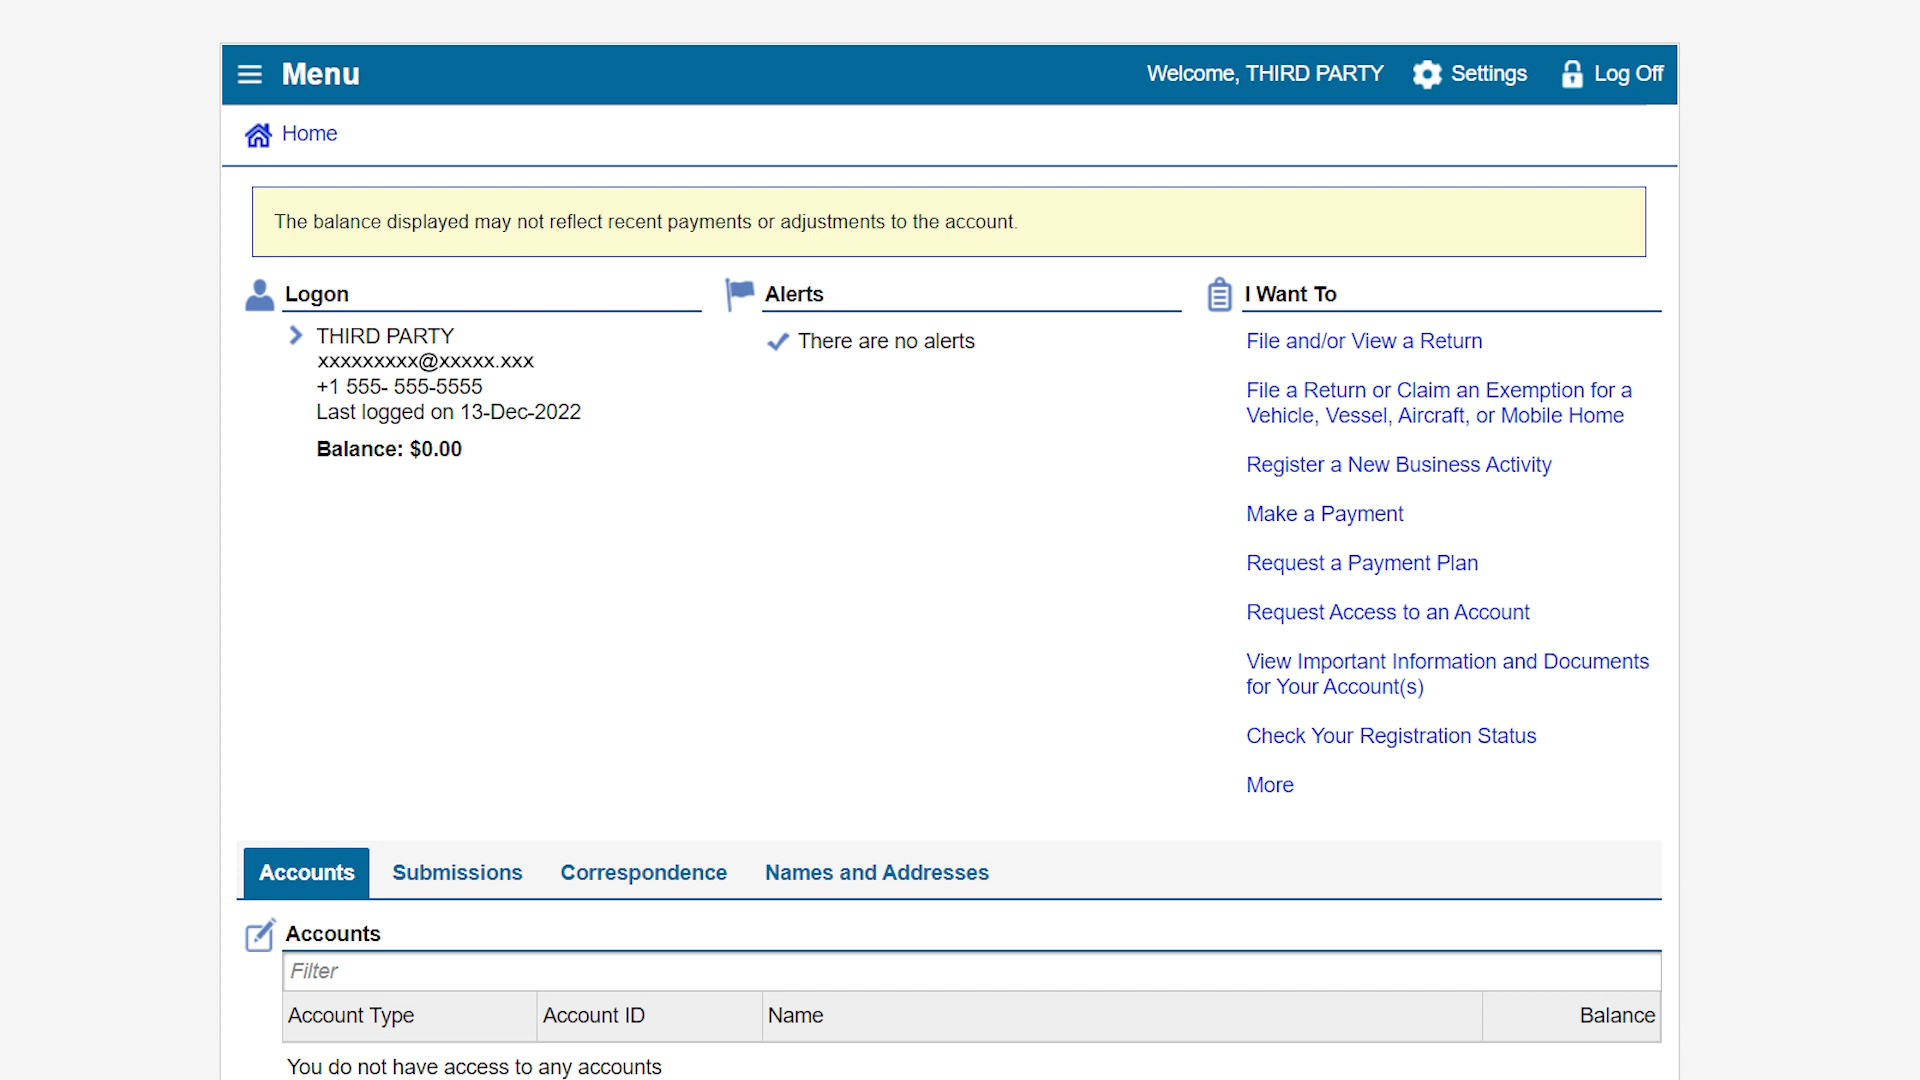 Menu
Welcome, THIRD PARTY
Settings
Log Off
Home
The balance displayed may not reflect recent payments or adjustments to the account.
Logon
THIRD PARTY
xxxxxxxxx@xxxxx.xxx
+1 555- 555-5555
Last logged on 13-Dec-2022
Balance: $0.00
Alerts
There are no alerts
I Want To
File and/or View a Return
File a Return or Claim an Exemption for a
Vehicle, Vessel, Aircraft, or Mobile Home
Register a New Business Activity
Make a Payment
Request a Payment Plan
Request Access to an Account
View Important Information and Documents
for Your Account(s)
Check Your Registration Status
More
Accounts
Submissions
Correspondence
Names and Addresses
Accounts
Filter
Account Type
Account ID
Name
Balance
You do not have access to any accounts